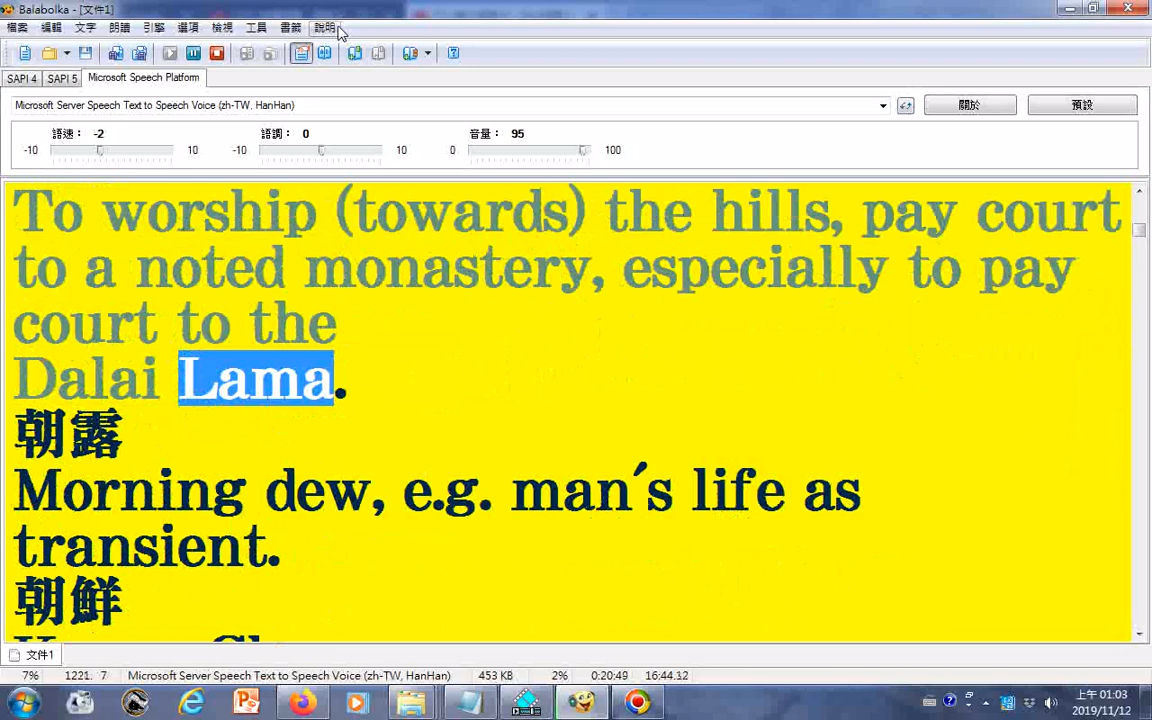 Balabolka - [文件1]
檔案 編輯 文字 朗讀 引擎 選項 檢視 工具 書籤 說明
SAPI 4 SAPI 5 Microsoft Speech Platform
Microsoft Server Speech Text to Speech Voice (zh-TW, HanHan) 關於 預設
語速： -2 語調： 0 音量： 95
-10 10 -10 10 0 100
To worship (towards) the hills, pay court
to a noted monastery, especially to pay
court to the
Dalai Lama.
朝露
Morning dew, e.g. man's life as
transient.
朝鮮
文件1
7% 1221. 7 Microsoft Server Speech Text to Speech Voice (zh-TW, HanHan) 453 KB 2% 0:20:49 16:44.12
上午 01:03
2019/11/12